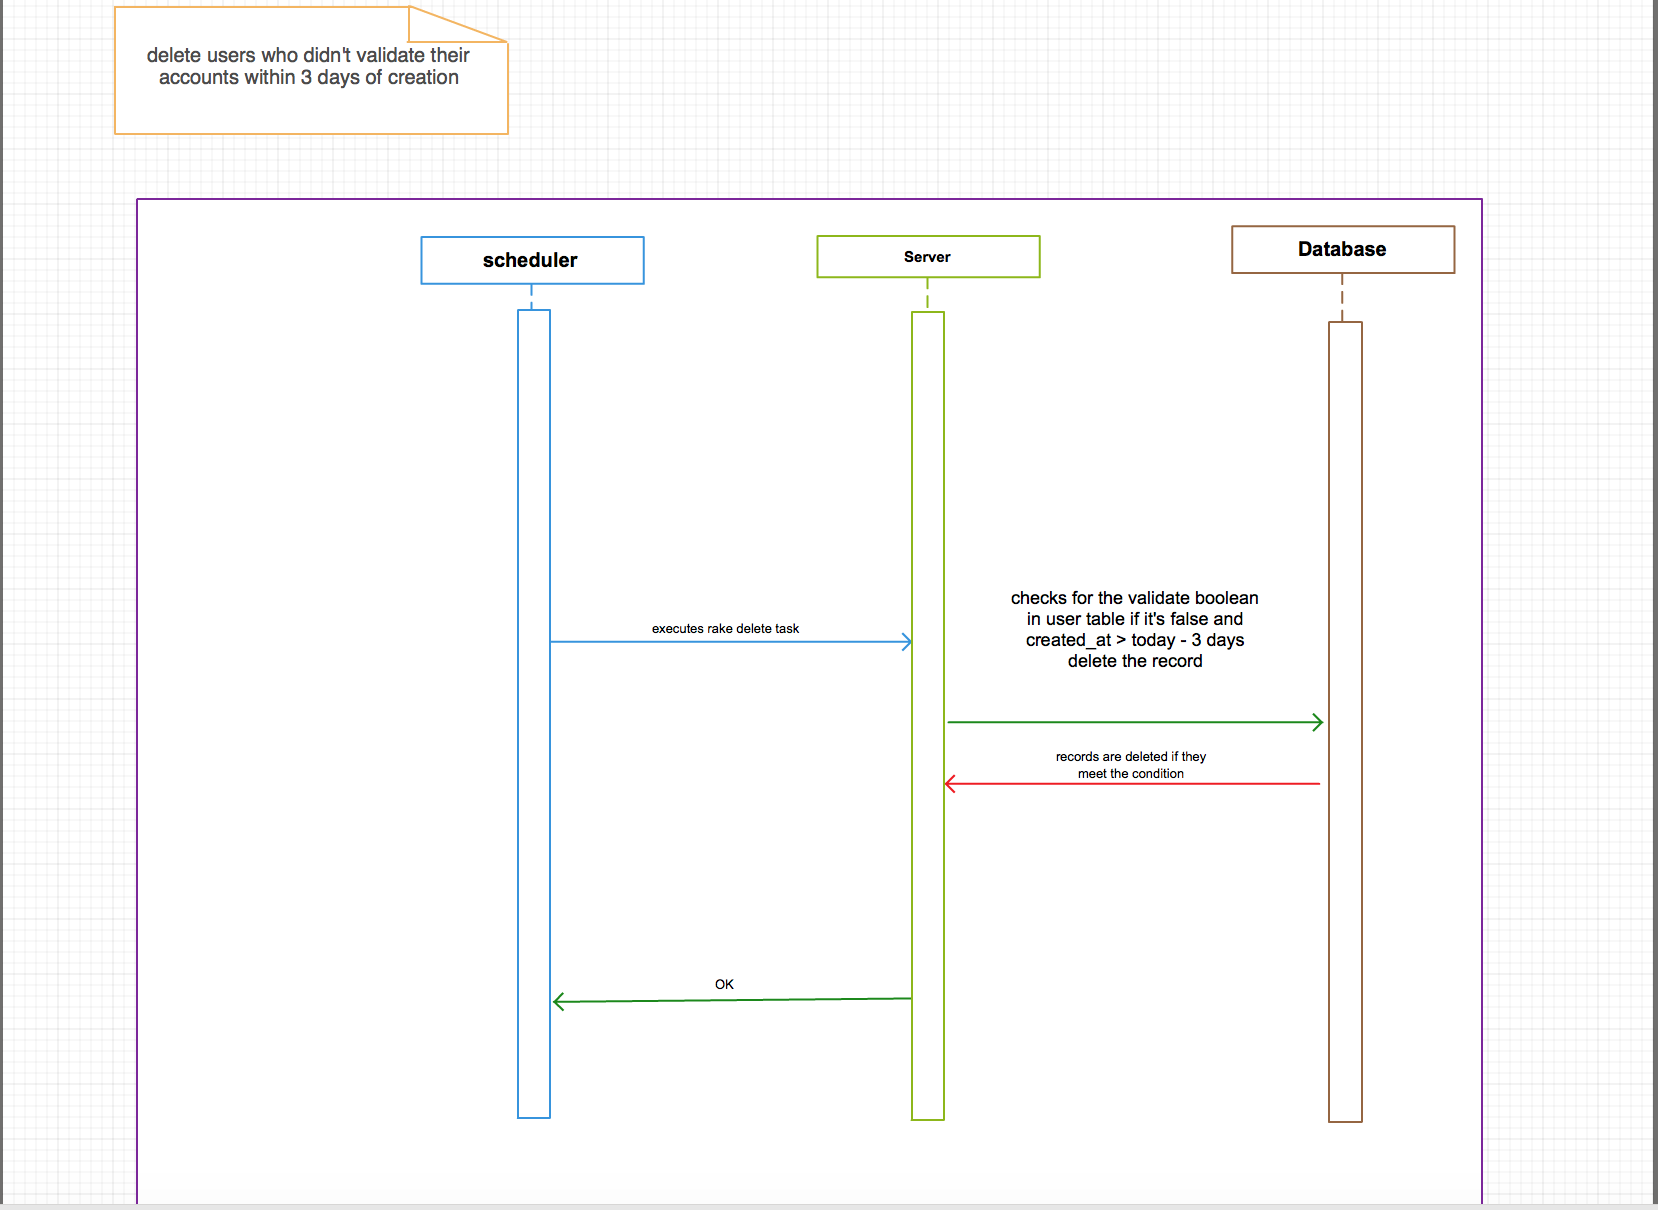 delete users who didn't validate their
accounts within 3 days of creation
scheduler
Server
Database
executes rake delete task
checks for the validate boolean
in user table if it's false and
created_at > today - 3 days
delete the record
records are deleted if they
meet the condition
OK